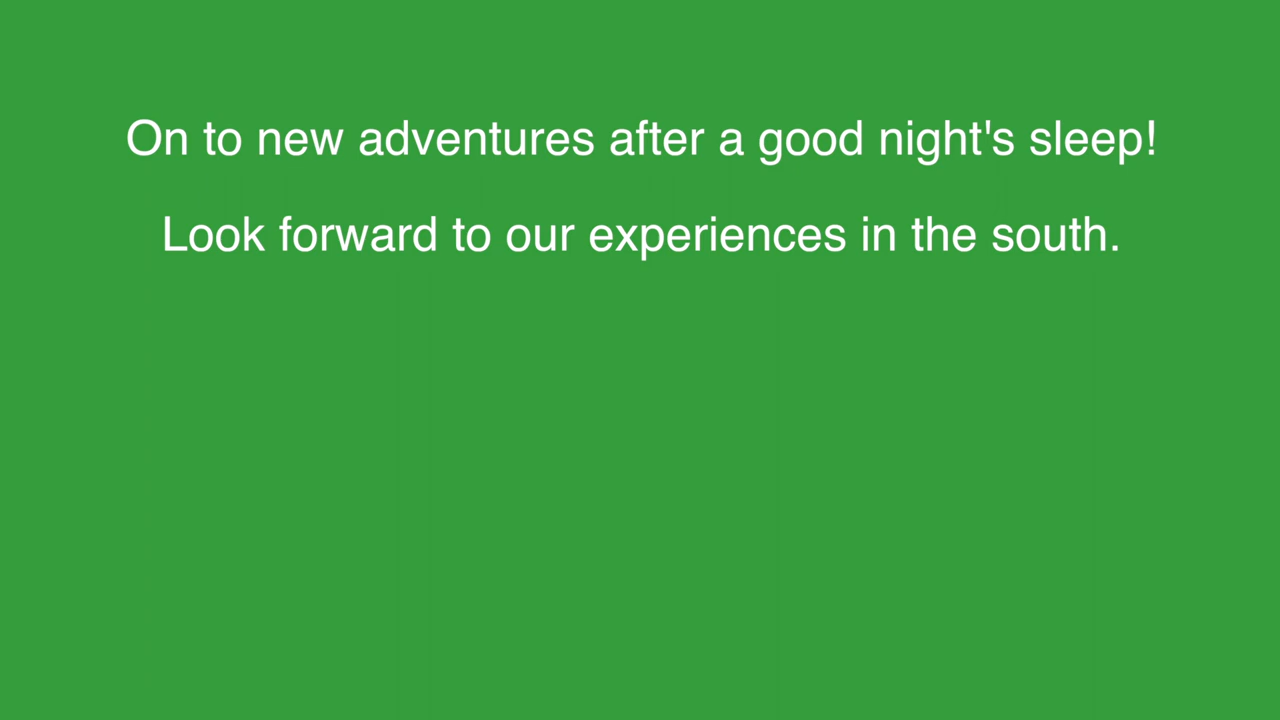 On to new adventures after a good night's sleep!
Look forward to our experiences in the south.